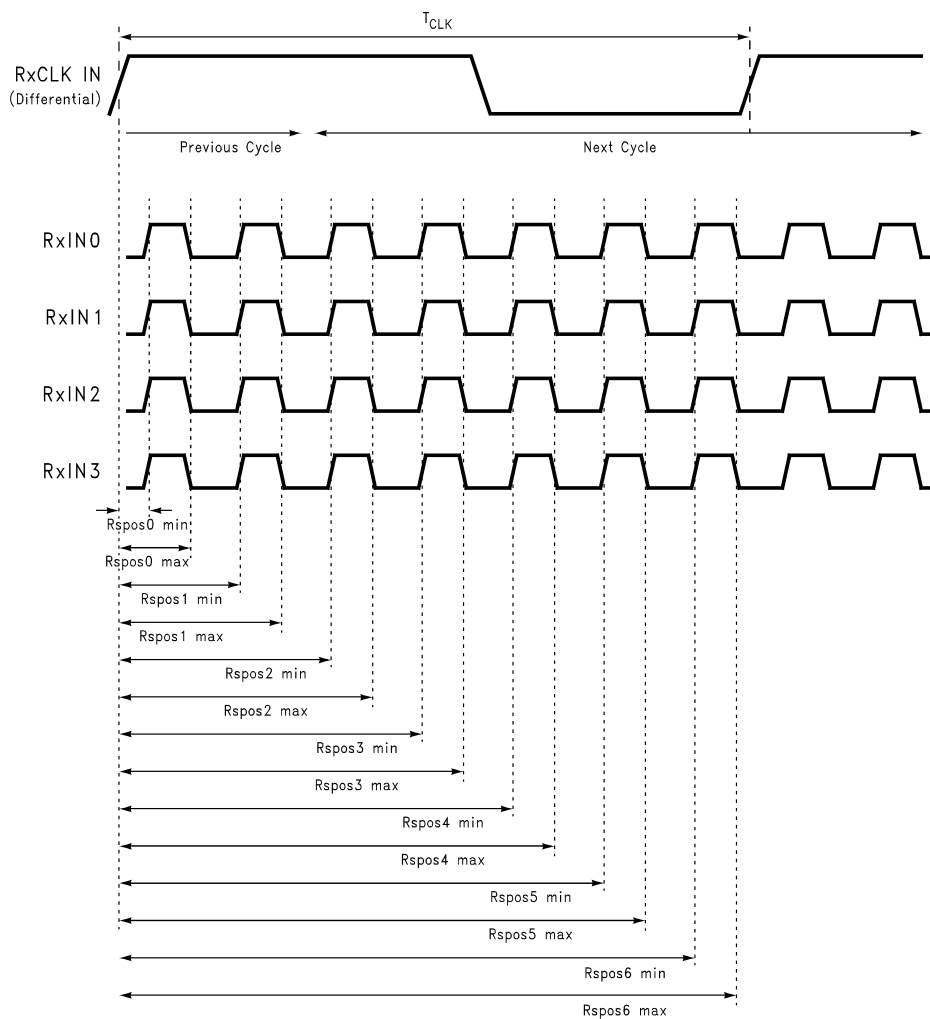 T_CLK
RxCLK IN
(Differential)
Previous Cycle
Next Cycle
RxIN0
RxIN1
RxIN2
RxIN3
Rspos0 min
Rspos0 max
Rspos1 min
Rspos1 max
Rspos2 min
Rspos2 max
Rspos3 min
Rspos3 max
Rspos4 min
Rspos4 max
Rspos5 min
Rspos5 max
Rspos6 min
Rspos6 max